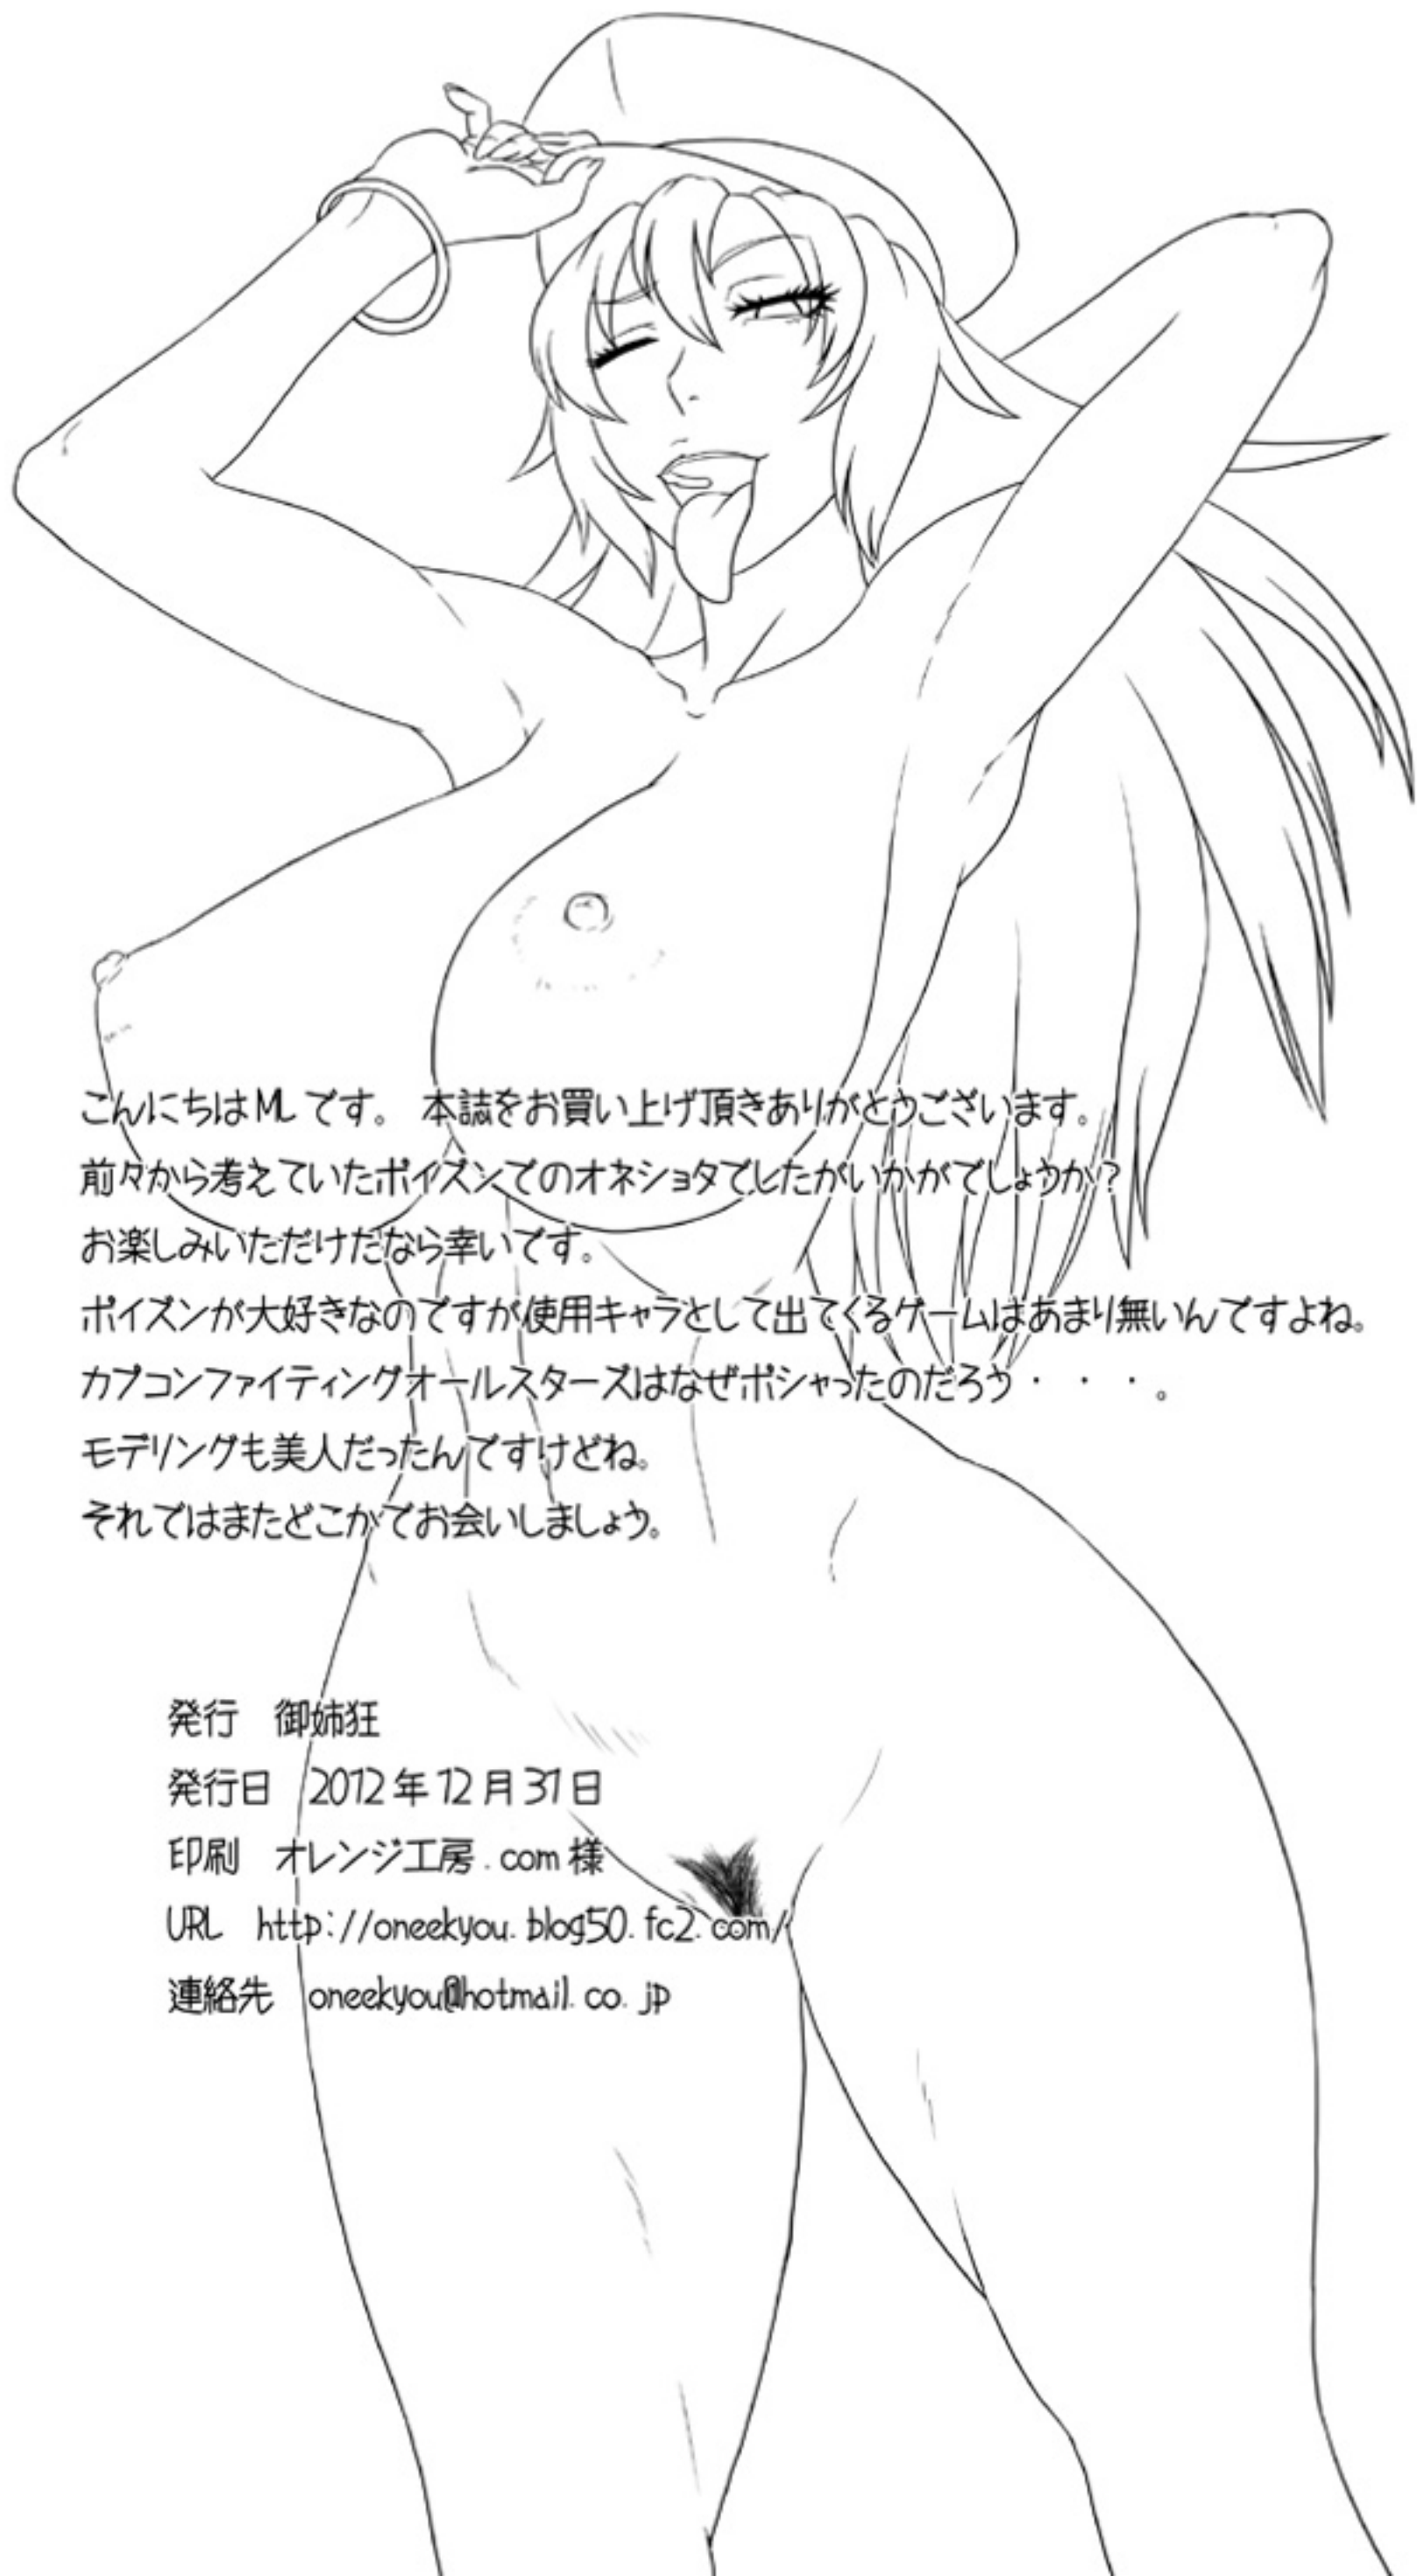 こんにちはMLです。 本誌をお買い上げ頂きありがとうございます。
前々から考えていたポイズンでのオネショタでしたがいかがでしょうか?
お楽しみいただけたなら幸いです。
ポイズンが大好きなのですが使用キャラとして出てくるゲームはあまり無いんですよね。
カプコンファイティングオールスターズはなぜポシャったのだろう・・・。
モデリングも美人だったんですけどね。
それではまたどこかでお会いしましょう。
発行 御姉狂
発行日 2012年12月31日
印刷 オレンジ工房.com様
URL http://oneekyou.blog50.fc2.com/
連絡先 oneekyou@hotmail.co.jp